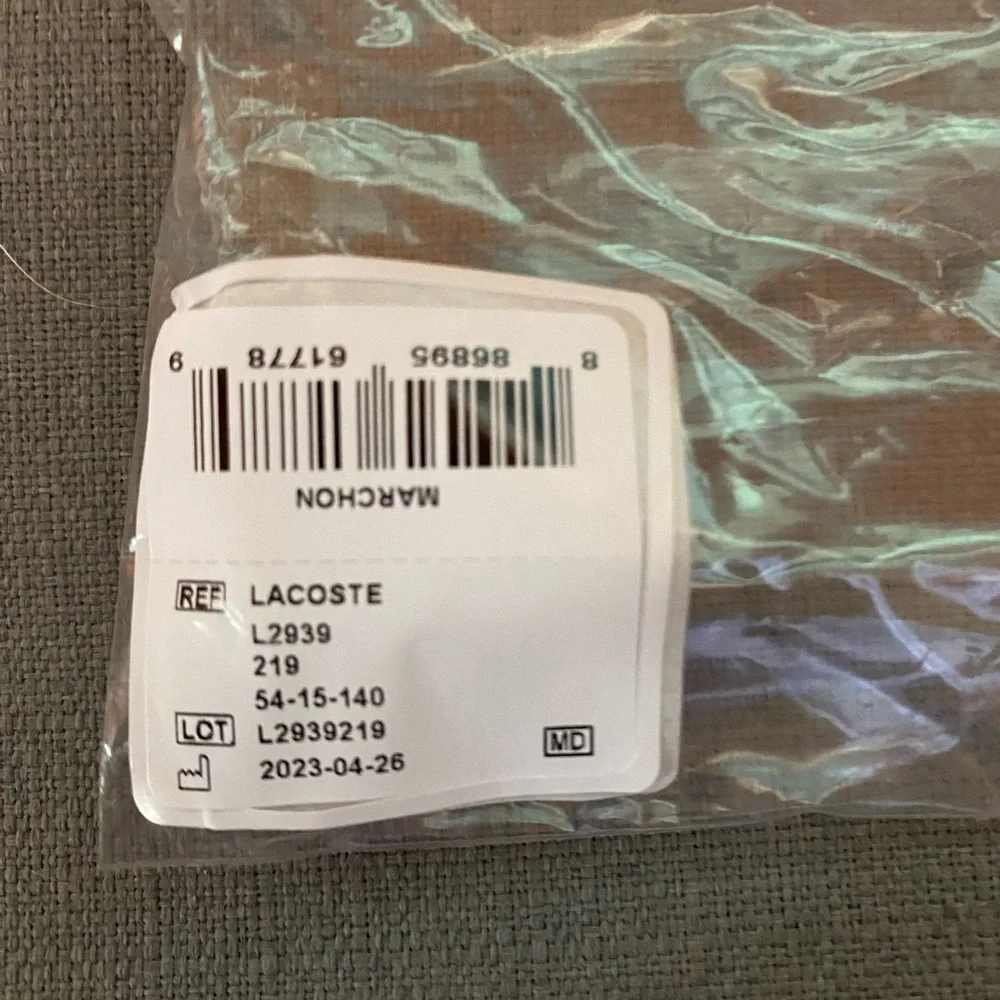 MARCHON
8 86895 61778 9
REF LACOSTE
L2939
219
54-15-140
LOT L2939219
2023-04-26 MD